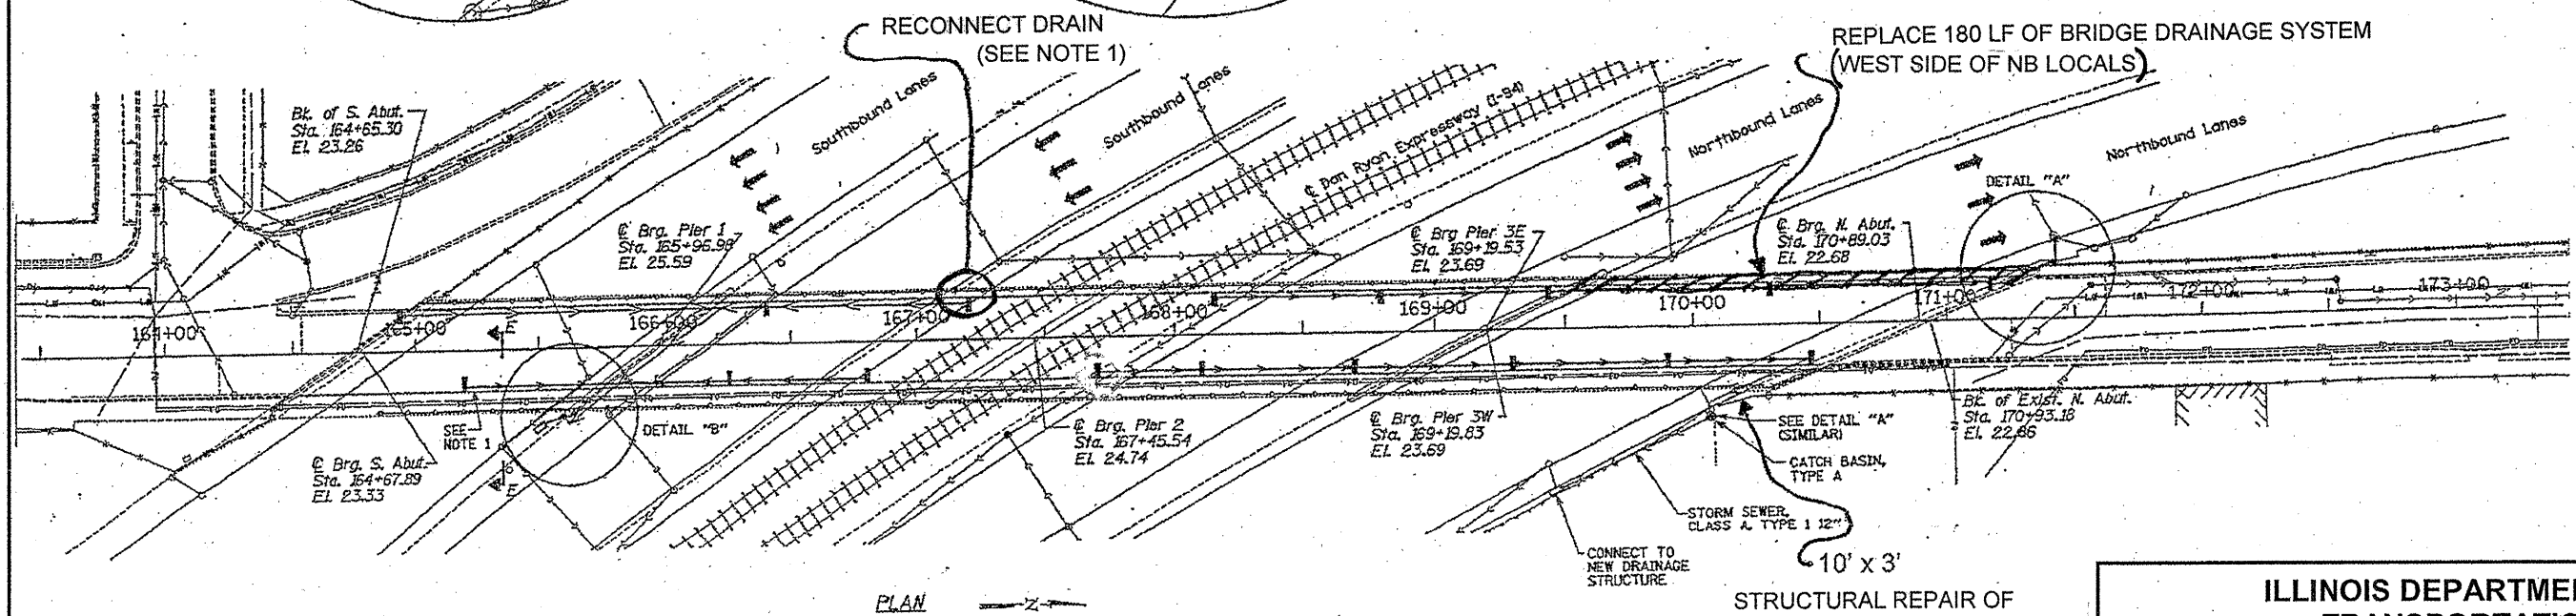 RECONNECT DRAIN
(SEE NOTE 1)
REPLACE 180 LF OF BRIDGE DRAINAGE SYSTEM
(WEST SIDE OF NB LOCALS)
Bk. of S. Abut.
Sta. 164+65.30
El. 23.26
Southbound Lanes
Southbound Lanes
℄ Dan Ryan Expressway (I-94)
Northbound Lanes
Northbound Lanes
DETAIL "A"
℄ Brg. Pier 1
Sta. 165+96.98
El. 25.59
℄ Brg Pier 3E
Sta. 169+19.53
El. 23.69
℄ Brg. N. Abut.
Sta. 170+89.03
El. 22.68
164+00
165+00
166+00
167+00
168+00
169+00
170+00
171+00
172+00
173+00
E
SEE
NOTE 1
DETAIL "B"
E
℄ Brg. S. Abut.
Sta. 164+67.89
El. 23.33
℄ Brg. Pier 2
Sta. 167+45.54
El. 24.74
℄ Brg. Pier 3W
Sta. 169+19.83
El. 23.69
SEE DETAIL "A"
(SIMILAR)
CATCH BASIN,
TYPE A
Bk. of Exist. N. Abut.
Sta. 170+93.18
El. 22.86
STORM SEWER,
CLASS A, TYPE 1 12"
CONNECT TO
NEW DRAINAGE
STRUCTURE
10' x 3'
STRUCTURAL REPAIR OF
PLAN
N
ILLINOIS DEPARTME